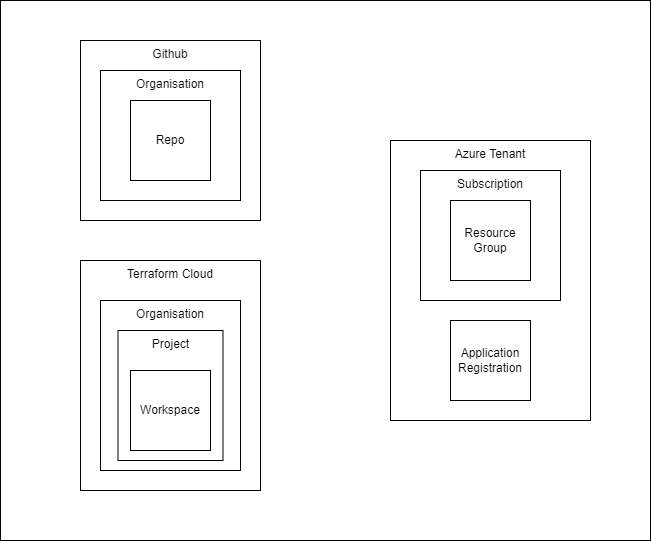 Github
Organisation
Repo
Terraform Cloud
Organisation
Project
Workspace
Azure Tenant
Subscription
Resource
Group
Application
Registration